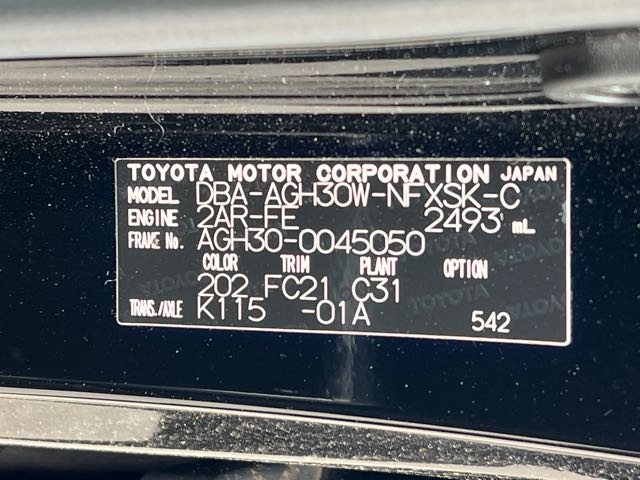 TOYOTA MOTOR CORPORATION JAPAN
MODEL DBA-AGH30W-NFXSK-C
ENGINE 2AR-FE 2493 mL
FRAME No. AGH30-0045050
COLOR TRIM PLANT OPTION
202 FC21 C31
TRANS./AXLE K115 -01A 542